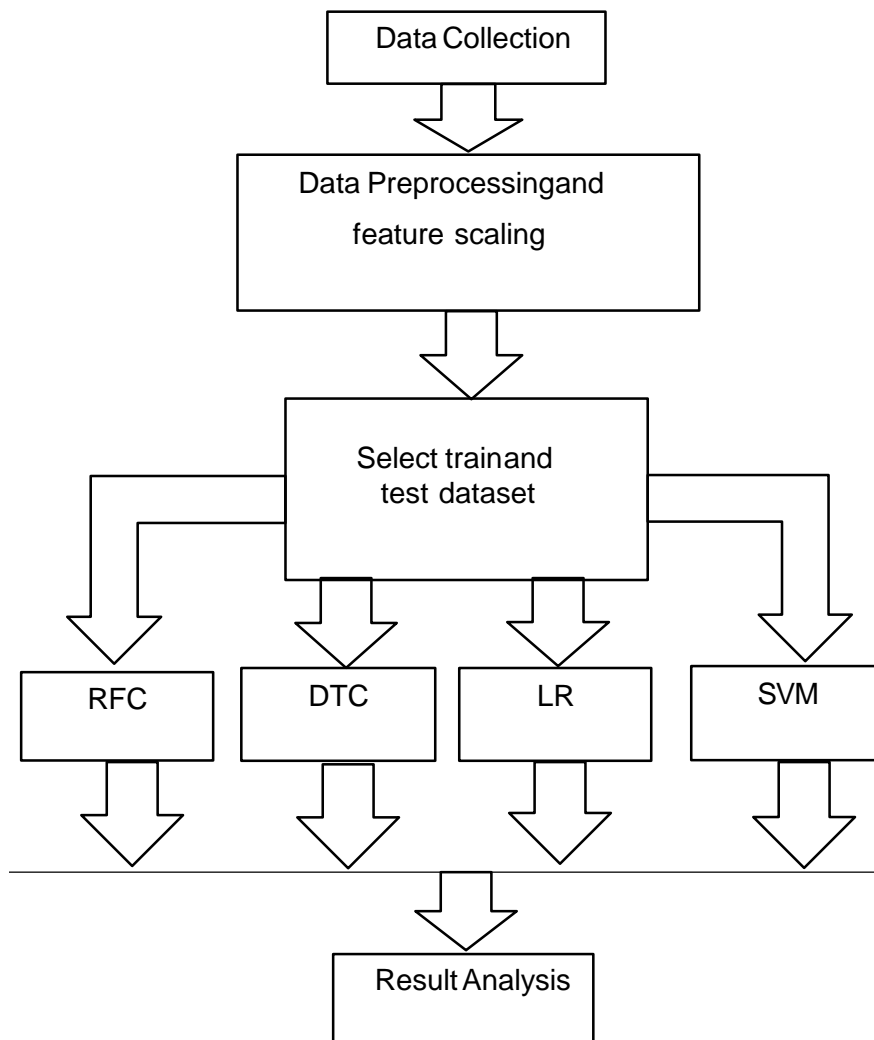 Data Collection
Data Preprocessingand
feature scaling
Select trainand
test dataset
RFC
DTC
LR
SVM
Result Analysis